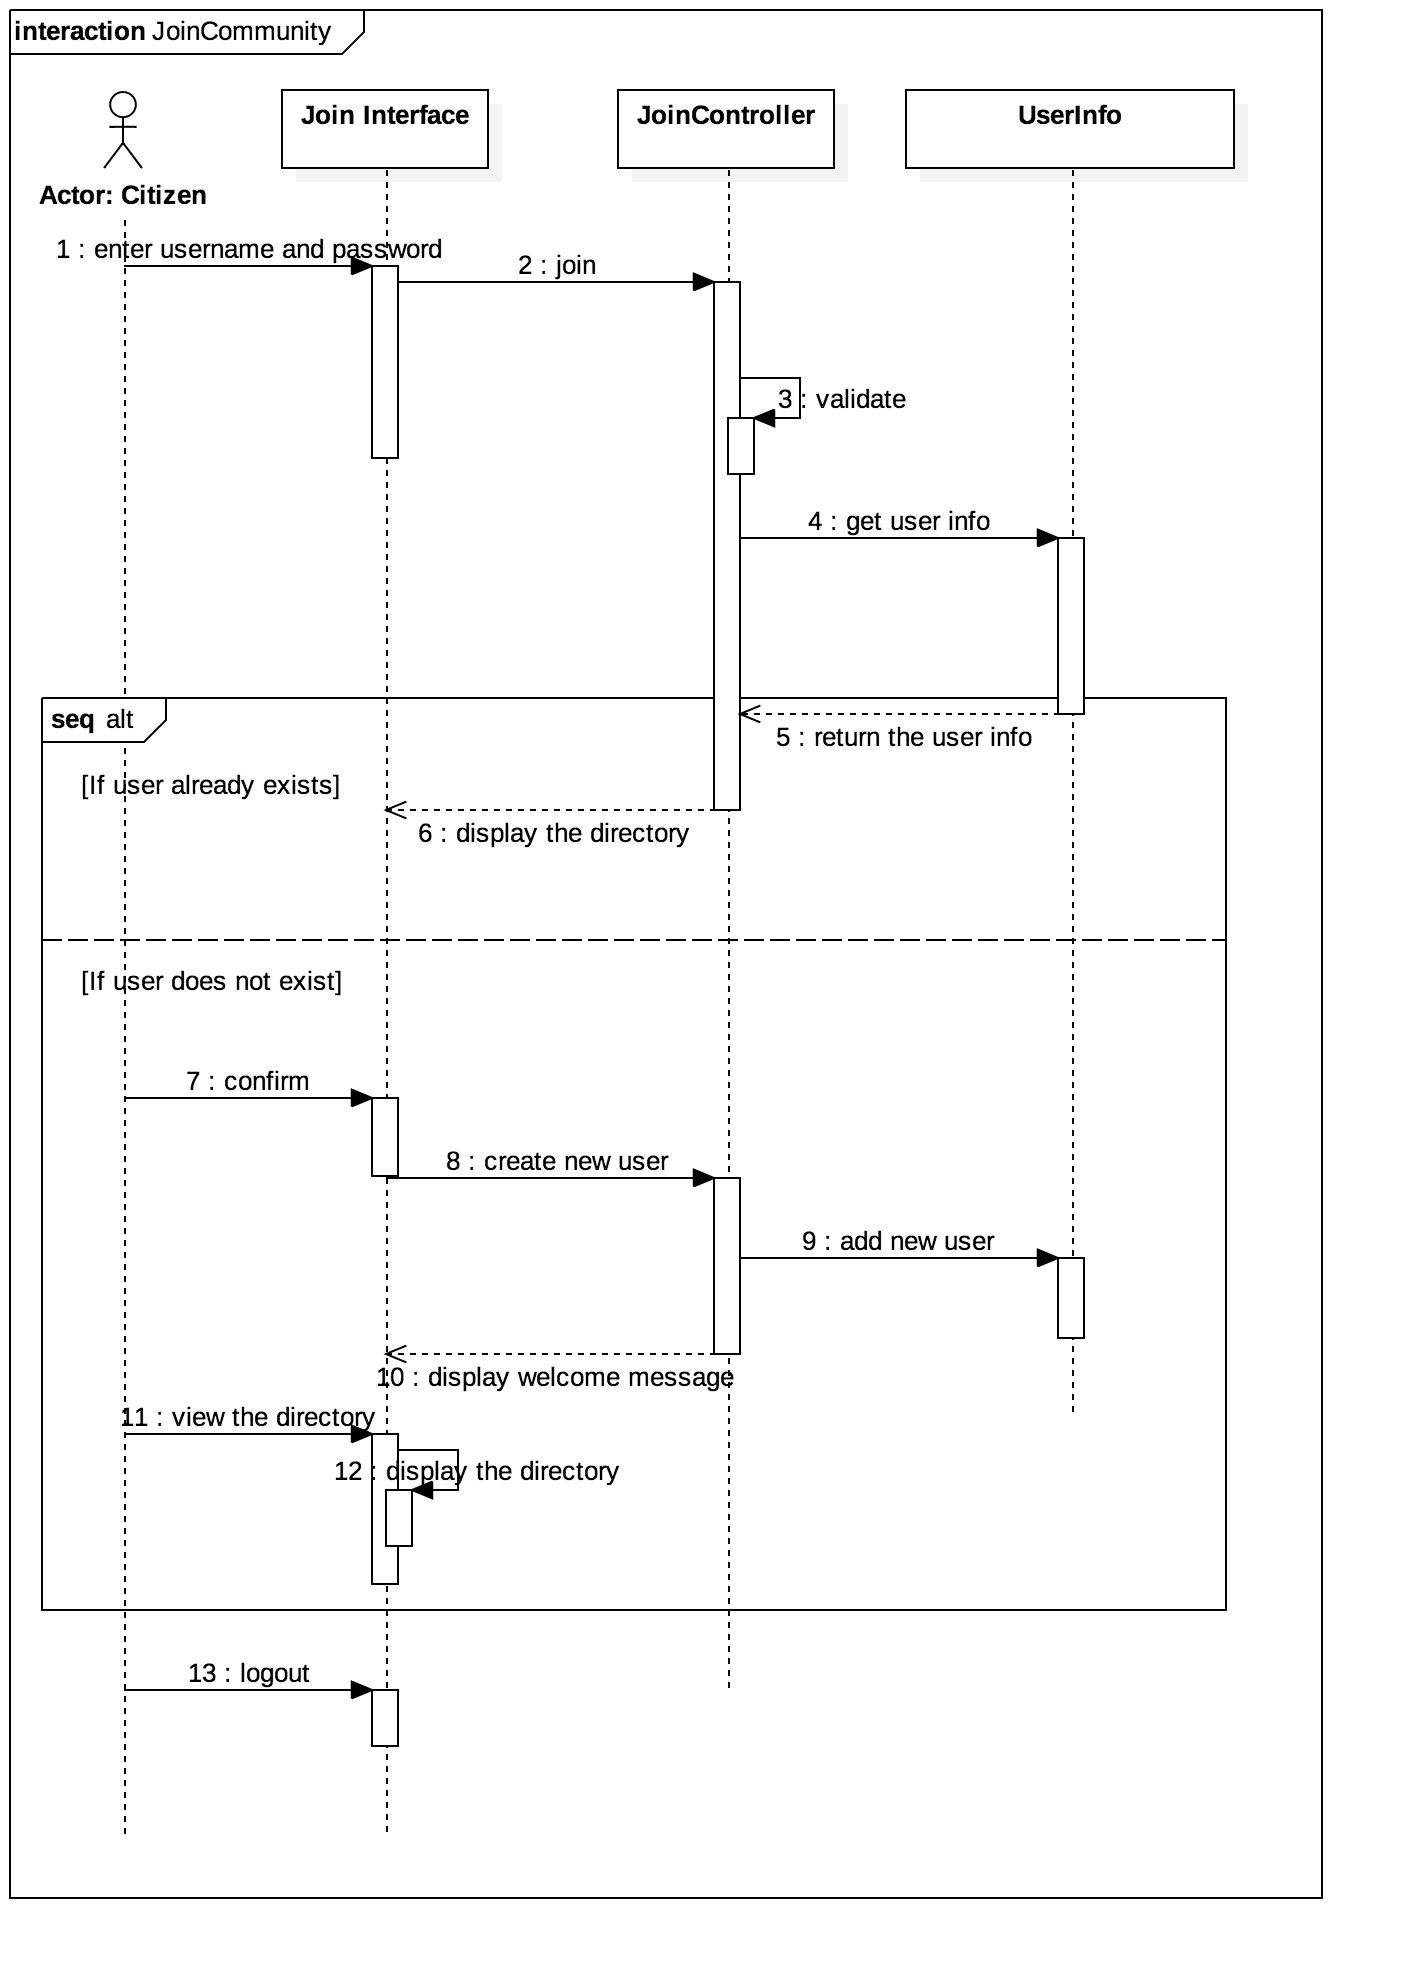 interaction JoinCommunity
Join Interface
JoinController
UserInfo
Actor: Citizen
1 : enter username and password
2 : join
3 : validate
4 : get user info
seq alt
5 : return the user info
[If user already exists]
6 : display the directory
[If user does not exist]
7 : confirm
8 : create new user
9 : add new user
10 : display welcome message
11 : view the directory
12 : display the directory
13 : logout